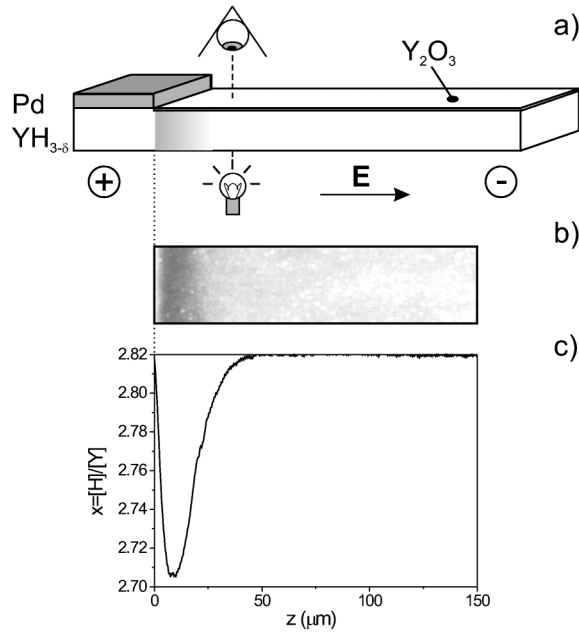 a)
Y₂O₃
Pd
YH₃₋δ
+
E
-
b)
c)
2.82
2.80
2.78
2.76
2.74
2.72
2.70
x=[H]/[Y]
0 50 100 150
z (μm)